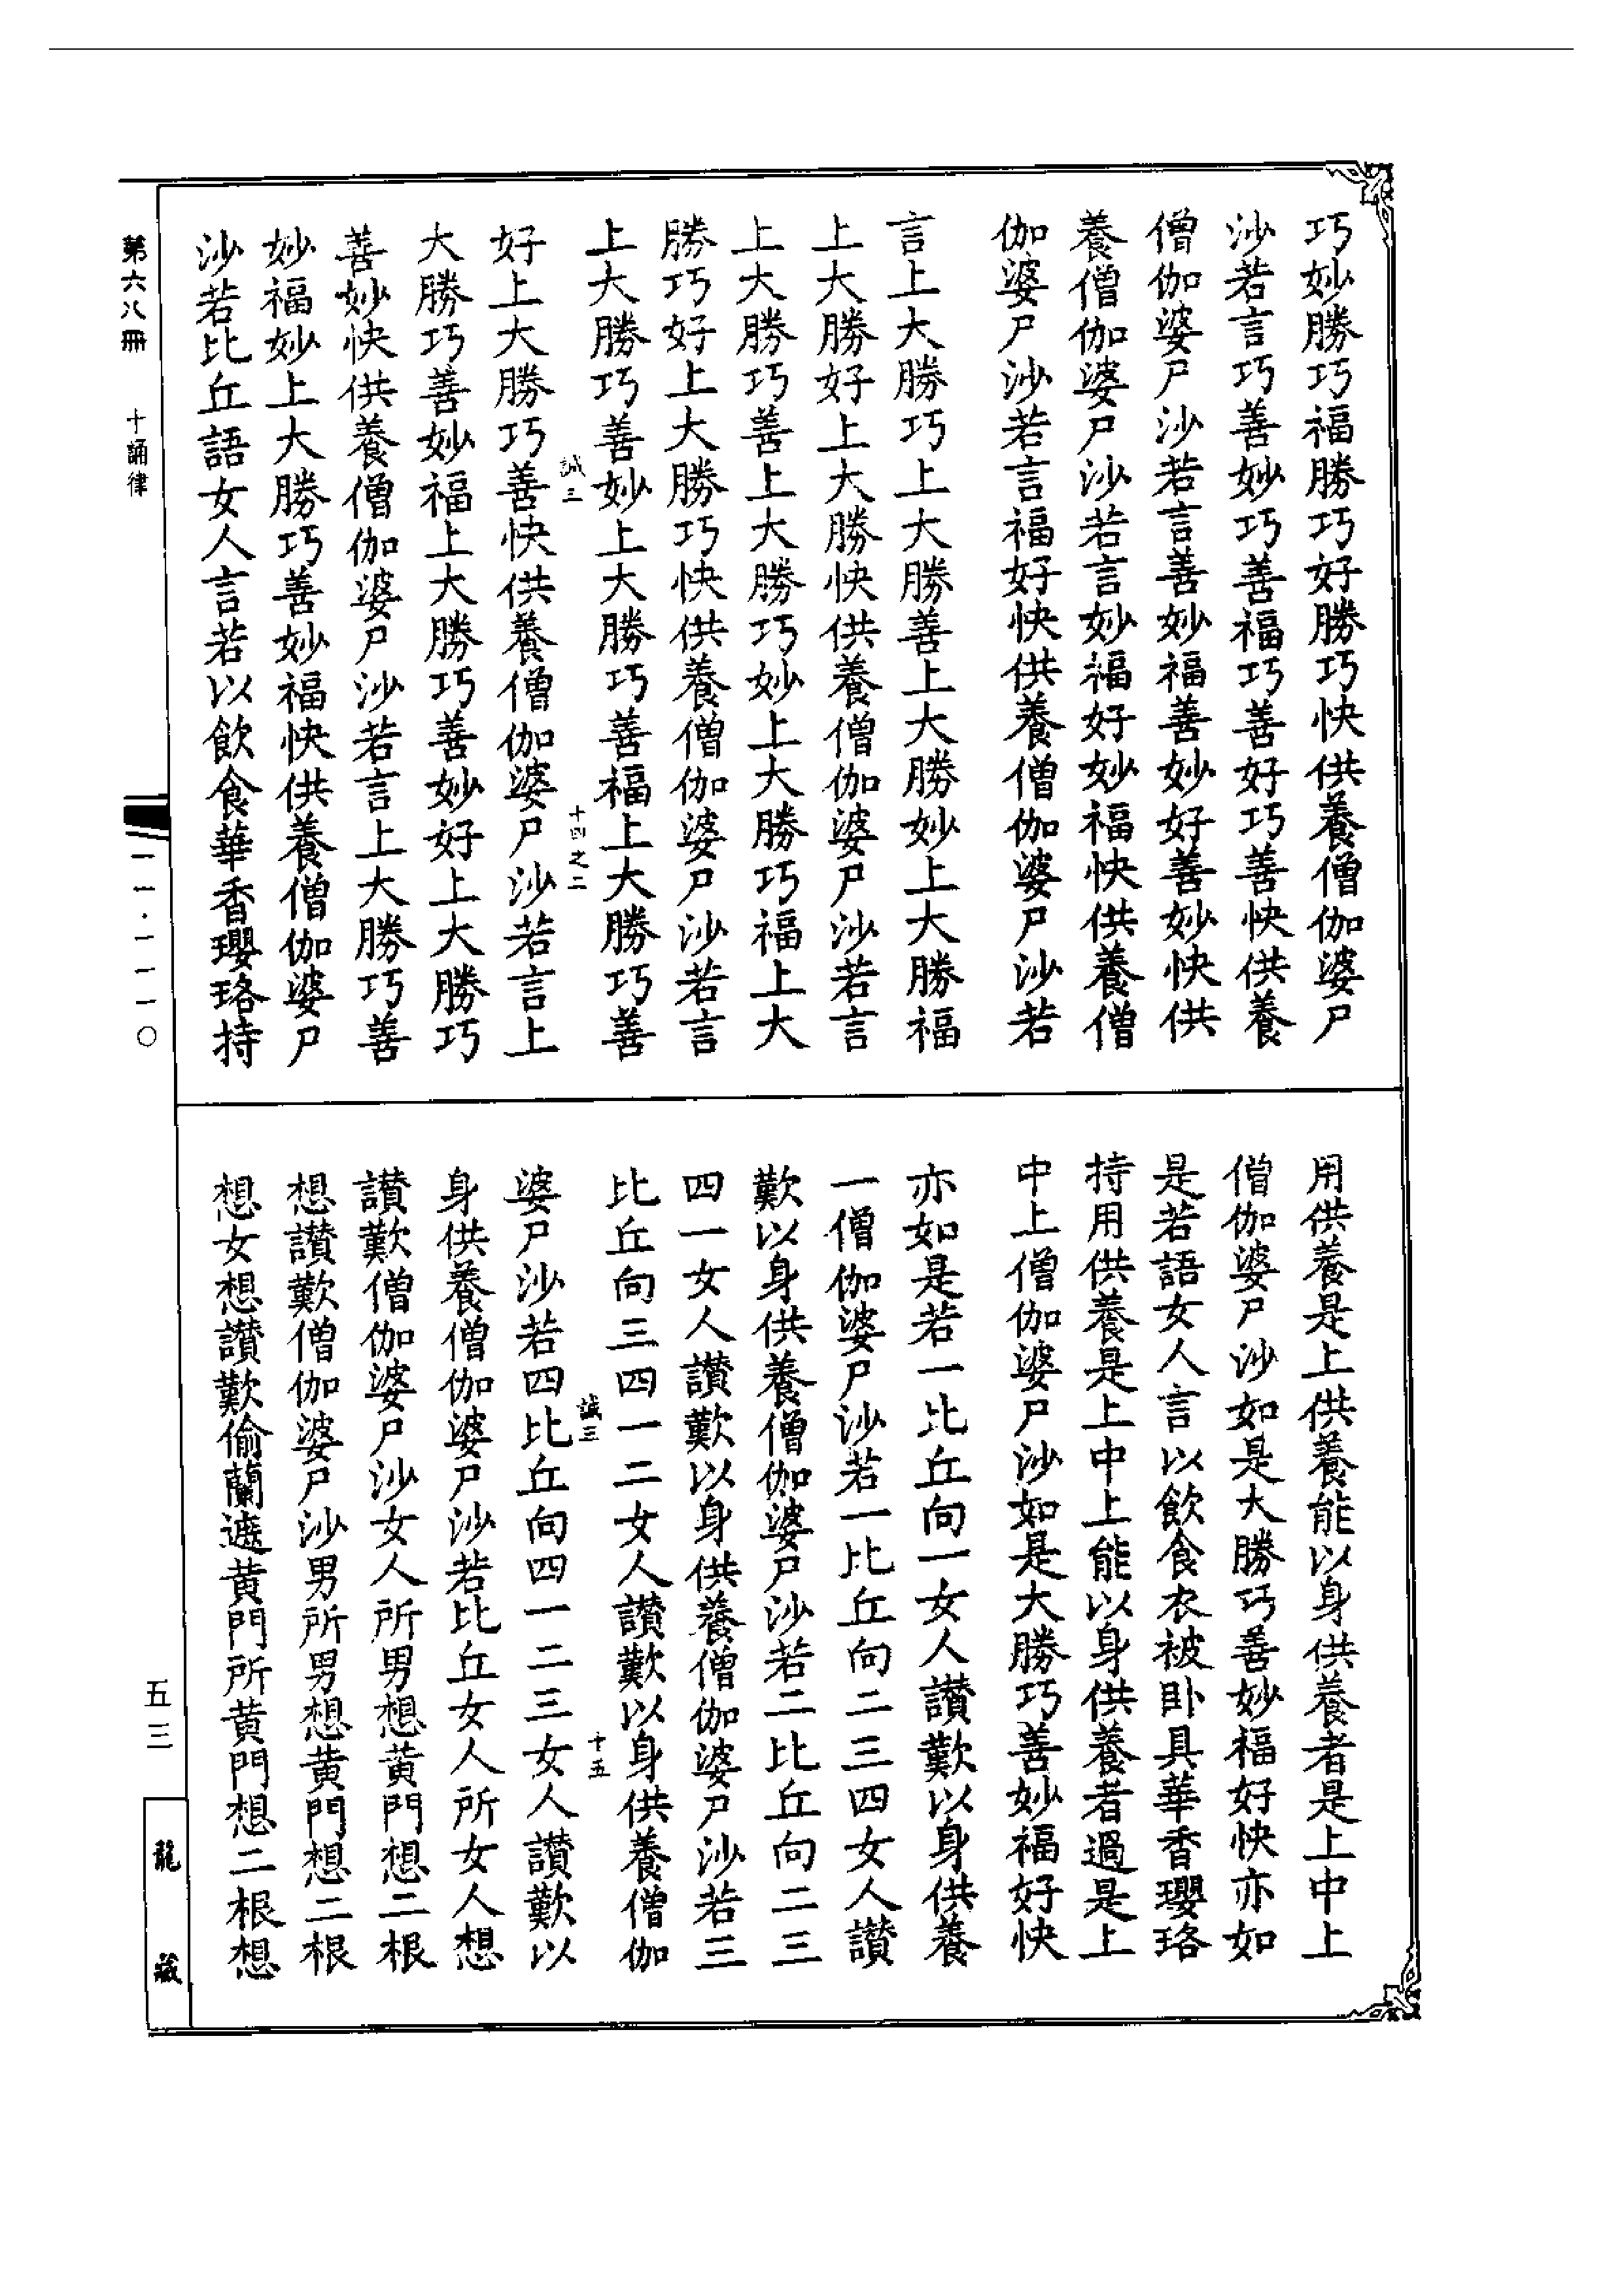 巧妙勝巧福勝巧好勝巧快供養僧伽婆尸
沙若言巧善妙巧善福巧善好巧善快供養
僧伽婆尸沙若言善妙福善妙好善妙快供
養僧伽婆尸沙若言妙福好妙福快供養僧
伽婆尸沙若言福好快供養僧伽婆尸沙若
言上大勝巧上大勝善上大勝妙上大勝福
上大勝好上大勝快供養僧伽婆尸沙若言
上大勝巧善上大勝巧妙上大勝巧福上大
勝巧好上大勝巧快供養僧伽婆尸沙若言
上大勝巧善妙上大勝巧善福上大勝巧善
誠三
十四之二
好上大勝巧善快供養僧伽婆尸沙若言上
大勝巧善妙福上大勝巧善妙好上大勝巧
善妙快供養僧伽婆尸沙若言上大勝巧善
妙福妙上大勝巧善妙福快供養僧伽婆尸
沙若比丘語女人言若以飲食華香瓔珞持
用供養是上供養能以身供養者是上中上
僧伽婆尸沙如是大勝巧善妙福好快亦如
是若語女人言以飲食衣被卧具華香瓔珞
持用供養是上中上能以身供養者過是上
中上僧伽婆尸沙如是大勝巧善妙福好快
亦如是若一比丘向一女人讃歎以身供養
一僧伽婆尸沙若一比丘向二三四女人讃
歎以身供養僧伽婆尸沙若二比丘向二三
四一女人讃歎以身供養僧伽婆尸沙若三
比丘向三四一二女人讃歎以身供養僧伽
誠三
十五
婆尸沙若四比丘向四一二三女人讃歎以
身供養僧伽婆尸沙若比丘女人所女人想
讃歎僧伽婆尸沙女人所男想黄門想二根
想讃歎僧伽婆尸沙男所男想黄門想二根
想女想讃歎偷蘭遮黄門所黄門想二根想
第六八冊
十誦律
一一·一一一〇
五三
龍藏